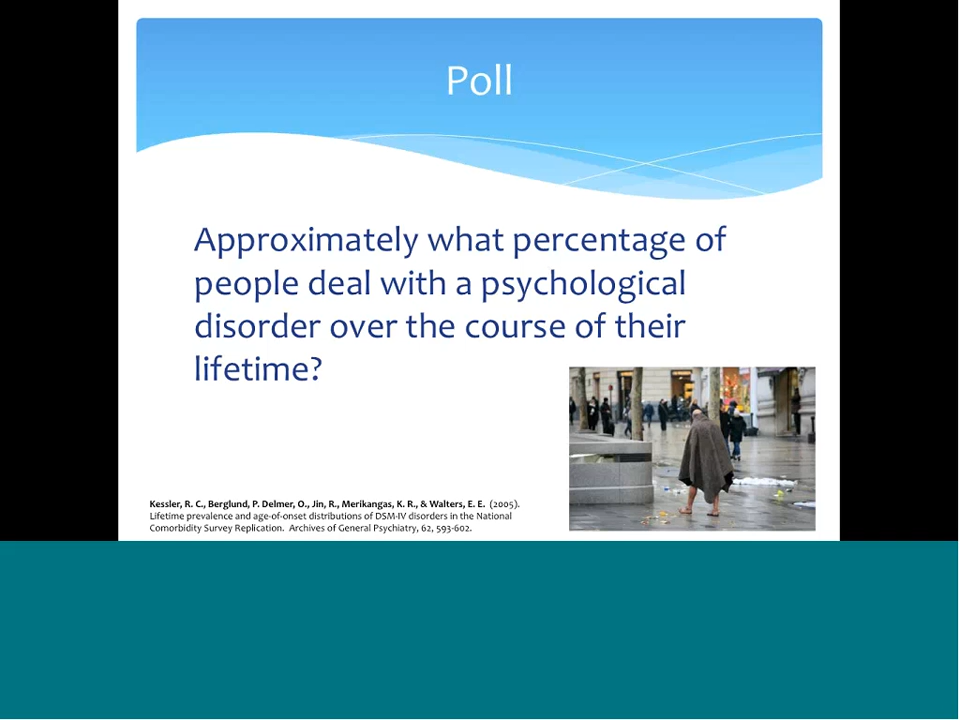 Poll
Approximately what percentage of
people deal with a psychological
disorder over the course of their
lifetime?
Kessler, R. C., Berglund, P. Delmer, O., Jin, R., Merikangas, K. R., & Walters, E. E. (2005).
Lifetime prevalence and age-of-onset distributions of DSM-IV disorders in the National
Comorbidity Survey Replication. Archives of General Psychiatry, 62, 593-602.